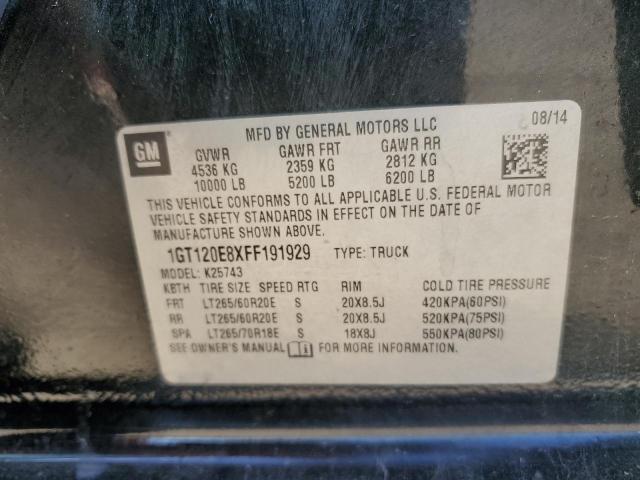 08/14
MFD BY GENERAL MOTORS LLC
GM
GVWR GAWR FRT GAWR RR
4536 KG 2359 KG 2812 KG
10000 LB 5200 LB 6200 LB
THIS VEHICLE CONFORMS TO ALL APPLICABLE U.S. FEDERAL MOTOR
VEHICLE SAFETY STANDARDS IN EFFECT ON THE DATE OF
MANUFACTURE SHOWN ABOVE.
1GT120E8XFF191929 TYPE: TRUCK
MODEL: K25743
KBTH TIRE SIZE SPEED RTG RIM COLD TIRE PRESSURE
FRT LT265/60R20E S 20X8.5J 420KPA(60PSI)
RR LT265/60R20E S 20X8.5J 520KPA(75PSI)
SPA LT265/70R18E S 18X8J 550KPA(80PSI)
SEE OWNER'S MANUAL FOR MORE INFORMATION.